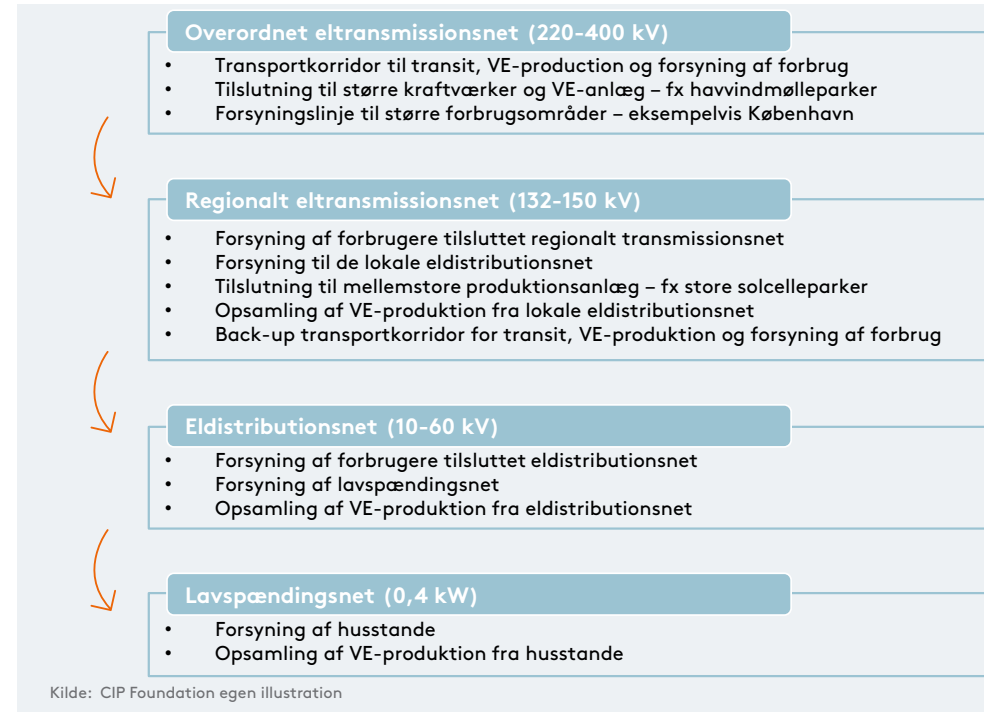 Overordnet eltransmissionsnet (220-400 kV)
• Transportkorridor til transit, VE-production og forsyning af forbrug
• Tilslutning til større kraftværker og VE-anlæg – fx havvindmølleparker
• Forsyningslinje til større forbrugsområder – eksempelvis København
Regionalt eltransmissionsnet (132-150 kV)
• Forsyning af forbrugere tilsluttet regionalt transmissionsnet
• Forsyning til de lokale eldistributionsnet
• Tilslutning til mellemstore produktionsanlæg – fx store solcelleparker
• Opsamling af VE-produktion fra lokale eldistributionsnet
• Back-up transportkorridor for transit, VE-produktion og forsyning af forbrug
Eldistributionsnet (10-60 kV)
• Forsyning af forbrugere tilsluttet eldistributionsnet
• Forsyning af lavspændingsnet
• Opsamling af VE-produktion fra eldistributionsnet
Lavspændingsnet (0,4 kW)
• Forsyning af husstande
• Opsamling af VE-produktion fra husstande
Kilde: CIP Foundation egen illustration